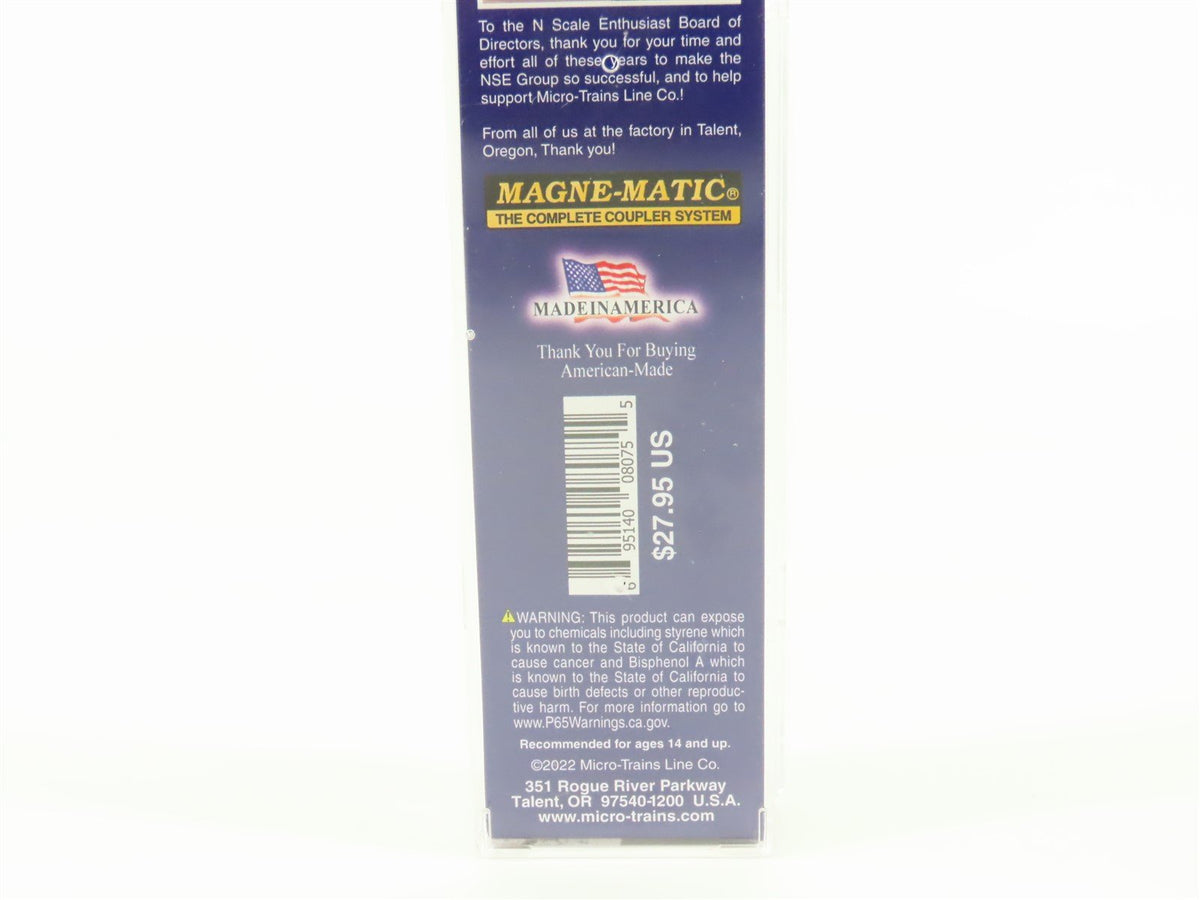 To the N Scale Enthusiast Board of
Directors, thank you for your time and
effort all of these years to make the
NSE Group so successful, and to help
support Micro-Trains Line Co.!
From all of us at the factory in Talent,
Oregon, Thank you!
MAGNE-MATIC®
THE COMPLETE COUPLER SYSTEM
MADEINAMERICA
Thank You For Buying
American-Made
6 95140 08075 5
$27.95 US
WARNING: This product can expose
you to chemicals including styrene which
is known to the State of California to
cause cancer and Bisphenol A which
is known to the State of California to
cause birth defects or other reproduc-
tive harm. For more information go to
www.P65Warnings.ca.gov.
Recommended for ages 14 and up.
©2022 Micro-Trains Line Co.
351 Rogue River Parkway
Talent, OR 97540-1200 U.S.A.
www.micro-trains.com